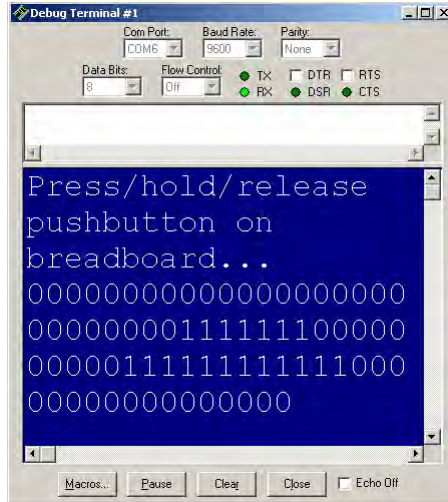 Debug Terminal #1
Com Port: Baud Rate: Parity:
COM6 9600 None
Data Bits: Flow Control: TX DTR RTS
8 Off RX DSR CTS
Press/hold/release
pushbutton on
breadboard...
00000000000000000000
00000000111111100000
00000111111111111000
00000000000000
Macros... Pause Clear Close Echo Off